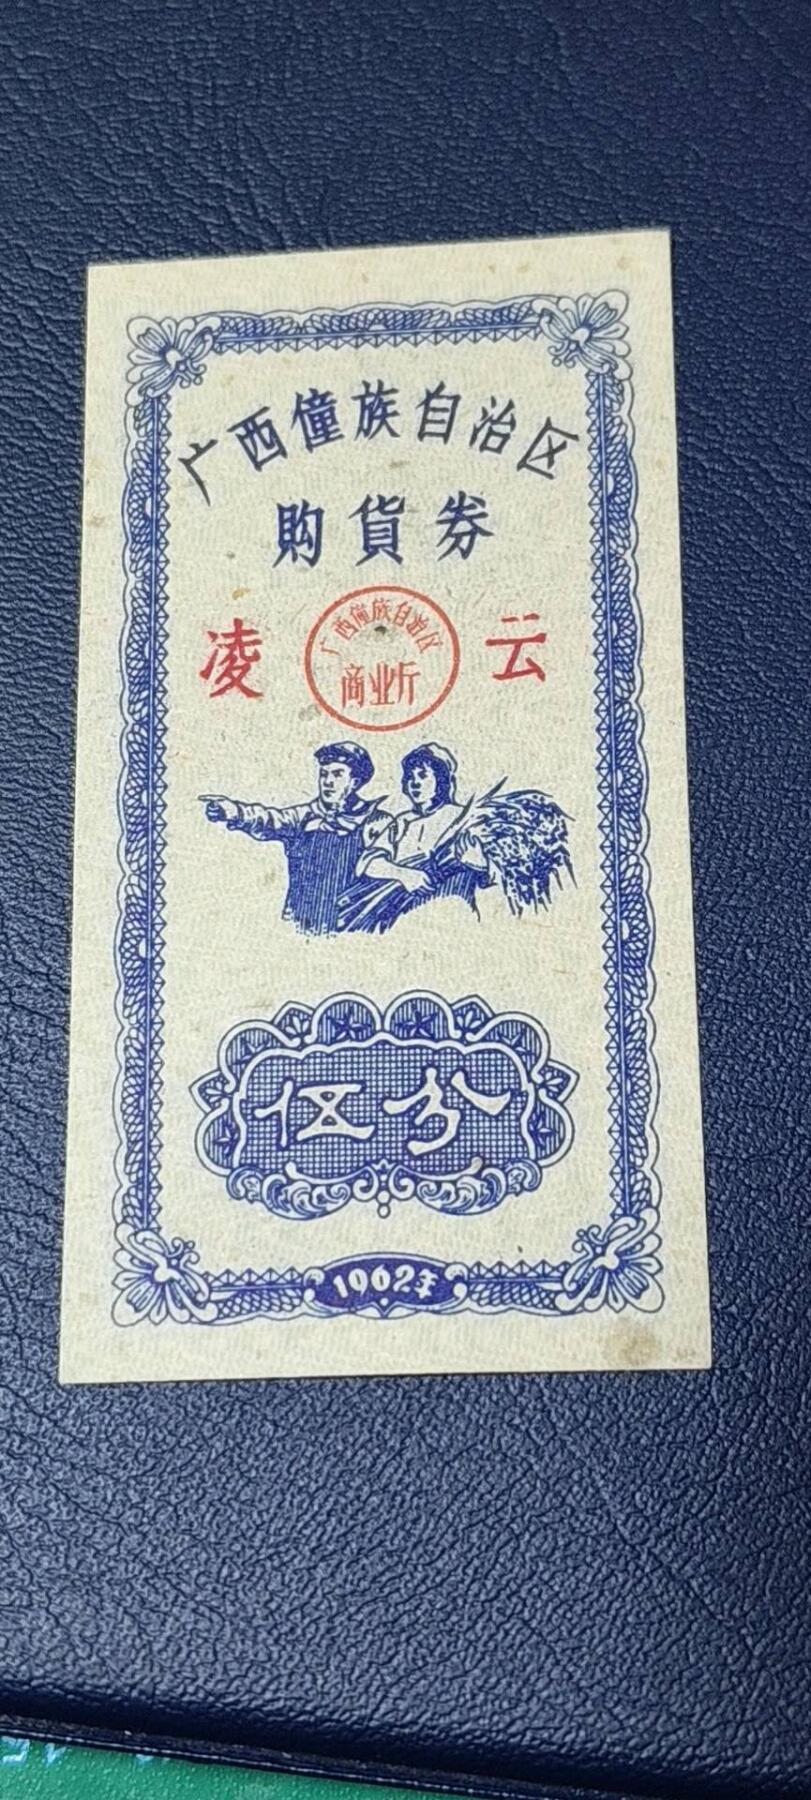 广西僮族自治区
购貨券
凌 云
广西僮族自治区
商业厅
伍分
1962年